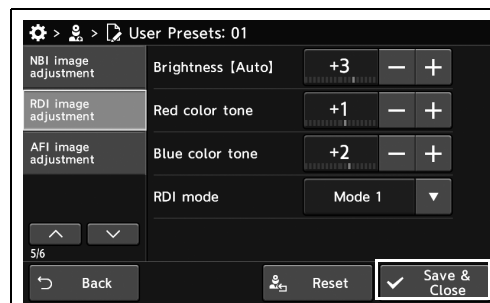 > > User Presets: 01
NBI image
adjustment
Brightness [Auto]
+3
RDI image
adjustment
Red color tone
+1
AFI image
adjustment
Blue color tone
+2
RDI mode
Mode 1
5/6
Back
Reset
Save &
Close